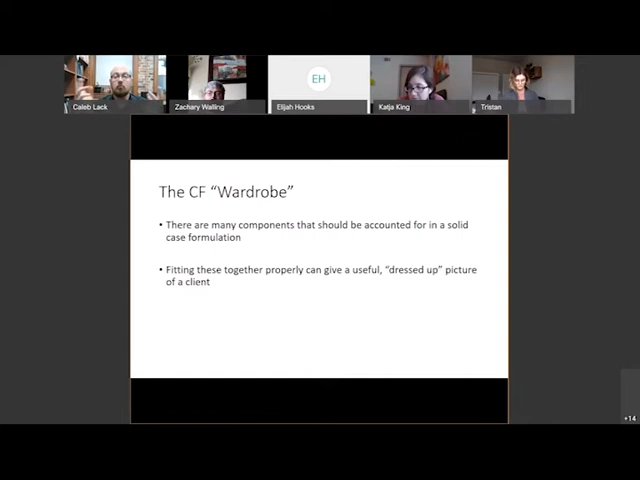 EH
Caleb Lack
Zachary Walling
Elijah Hooks
Katja King
Tristan
The CF “Wardrobe”
• There are many components that should be accounted for in a solid
case formulation
• Fitting these together properly can give a useful, “dressed up” picture
of a client
+14